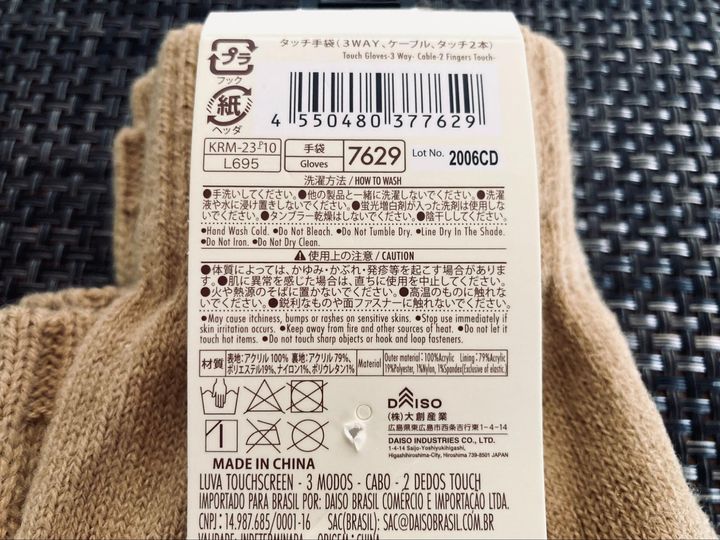 タッチ手袋(3WAY、ケーブル、タッチ2本)
Touch Gloves-3 Way- Cable-2 Fingers Touch-
プラ
フック
紙
ヘッダ
4 550480 377629
KRM-23-P10
L695
手袋
Gloves
7629
Lot No. 2006CD
洗濯方法 / HOW TO WASH
●手洗いしてください。●他の製品と一緒に洗濯しないでください。●洗濯
液や水に浸け置きしないでください。●蛍光増白剤が入った洗剤は使用しな
いでください。●タンブラー乾燥はしないでください。●陰干ししてください。
●Hand Wash Cold. ●Do Not Bleach. ●Do Not Tumble Dry. ●Line Dry In The Shade.
●Do Not Iron. ●Do Not Dry Clean.
⚠使用上の注意 / CAUTION
●体質によっては、かゆみ・かぶれ・発疹等を起こす場合がありま
す。●肌に異常を感じた場合は、直ちに使用を中止してください。
●火や熱源のそばに置かないでください。●高温のものに触れな
いでください。●鋭利なものや面ファスナーに触れないでください。
●May cause itchiness, bumps or rashes on sensitive skins. ●Stop use immediately if
skin irritation occurs. ●Keep away from fire and other sources of heat. ●Do not let it
touch hot items. ●Do not touch sharp objects or hook and loop fasteners.
材質
表地:アクリル100% 裏地:アクリル79%、
ポリエステル19%、ナイロン1%、ポリウレタン1%
Material
Outer material: 100%Acrylic Lining: 79%Acrylic
19%Polyester, 1%Nylon, 1%Spandex(Exclusive of elastic)
DAISO
(株)大創産業
広島県東広島市西条吉行東1-4-14
DAISO INDUSTRIES CO., LTD.
1-4-14 Saijo-Yoshiyukihigashi,
Higashihiroshima-City, Hiroshima 739-8501 JAPAN
MADE IN CHINA
LUVA TOUCHSCREEN - 3 MODOS - CABO - 2 DEDOS TOUCH
IMPORTADO PARA BRASIL POR: DAISO BRASIL COMÉRCIO E IMPORTAÇÃO LTDA.
CNPJ: 14.987.685/0001-16 SAC(BRASIL): SAC@DAISOBRASIL.COM.BR
VALIDADE: INDETERMINADA ORIGEM: CHINA